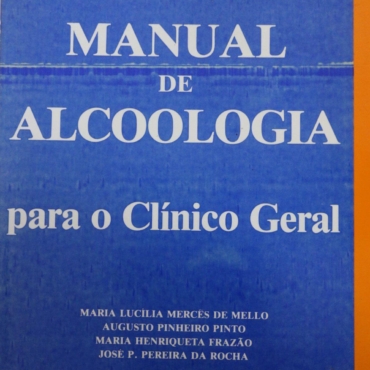 MANUAL
DE
ALCOOLOGIA
para o Clínico Geral
MARIA LUCÍLIA MERCÊS DE MELLO
AUGUSTO PINHEIRO PINTO
MARIA HENRIQUETA FRAZÃO
JOSE P. PEREIRA DA ROCHA